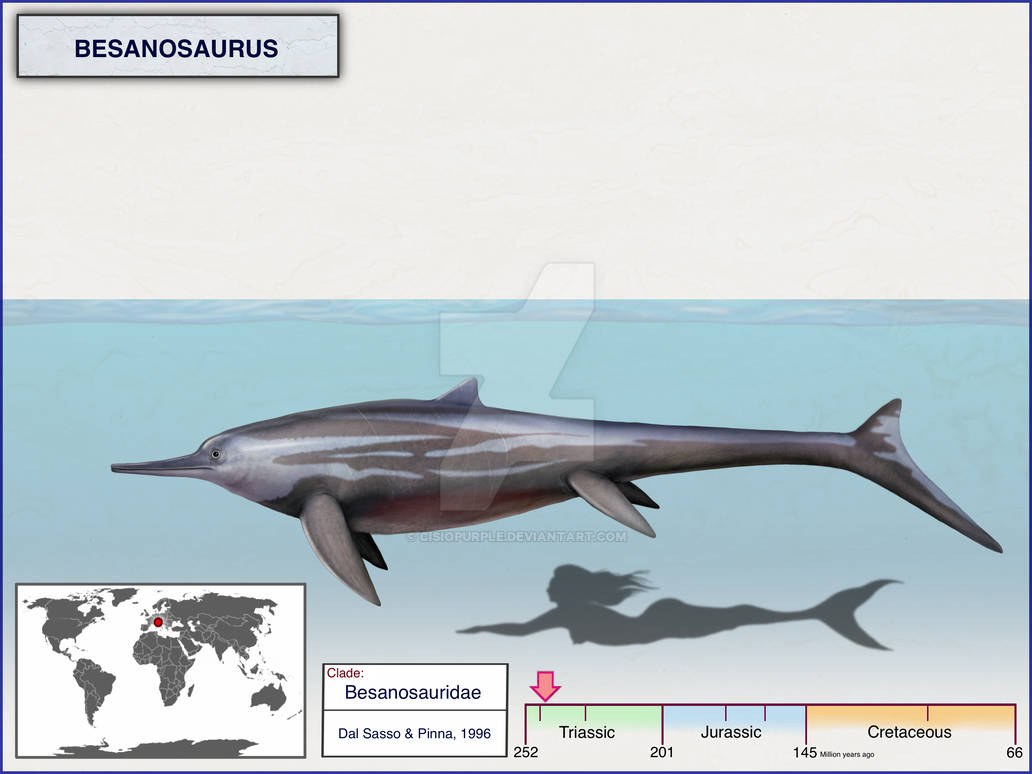 BESANOSAURUS
© CISIOPURPLE.DEVIANTART.COM
Clade:
Besanosauridae
Dal Sasso & Pinna, 1996
Triassic Jurassic Cretaceous
252 201 145 Million years ago 66